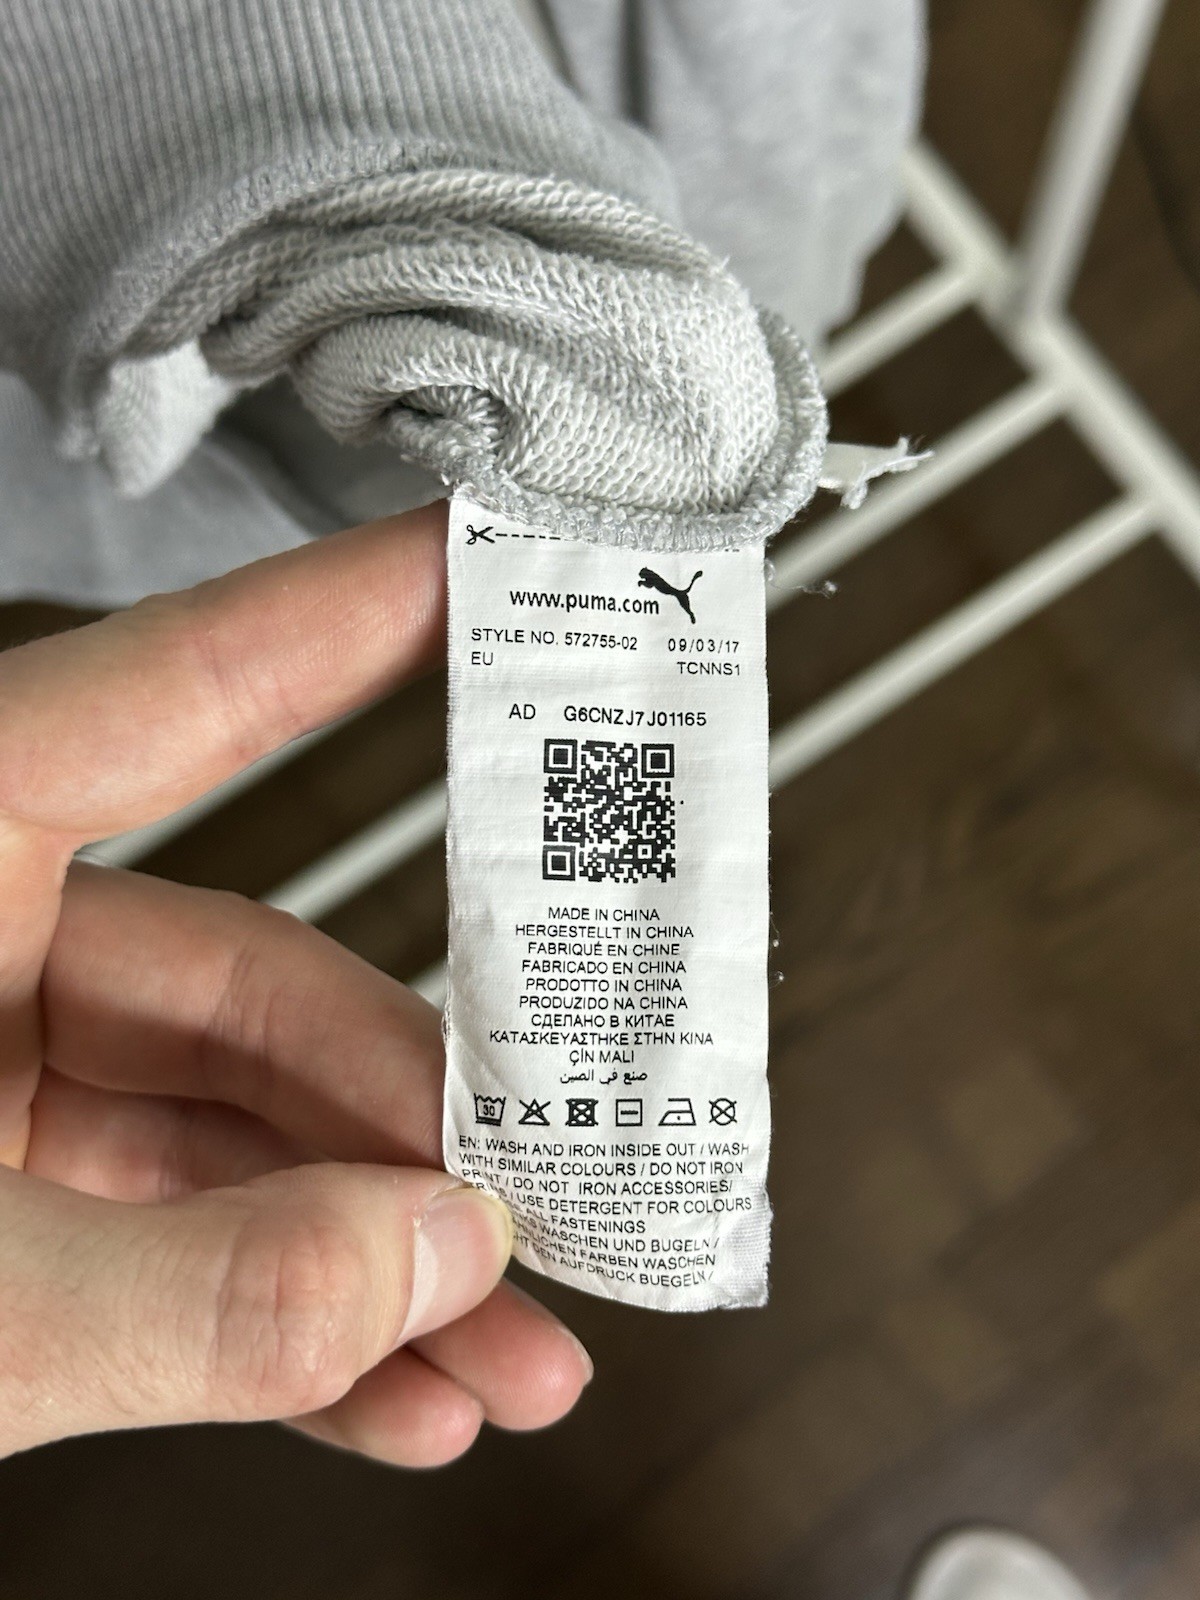 www.puma.com
STYLE NO. 572755-02 09/03/17
EU TCNNS1
AD G6CNZJ7J01165
MADE IN CHINA
HERGESTELLT IN CHINA
FABRIQUÉ EN CHINE
FABRICADO EN CHINA
PRODOTTO IN CHINA
PRODUZIDO NA CHINA
СДЕЛАНО В КИТАЕ
ΚΑΤΑΣΚΕΥΑΣΤΗΚΕ ΣΤΗΝ ΚΙΝΑ
ÇİN MALI
صنع في الصين
30
EN: WASH AND IRON INSIDE OUT / WASH
WITH SIMILAR COLOURS / DO NOT IRON
PRINT / DO NOT IRON ACCESSORIES/
/ USE DETERGENT FOR COLOURS
ALL FASTENINGS
WASCHEN UND BÜGELN /
FARBEN WASCHEN
DEN AUFDRUCK BUEGELN /